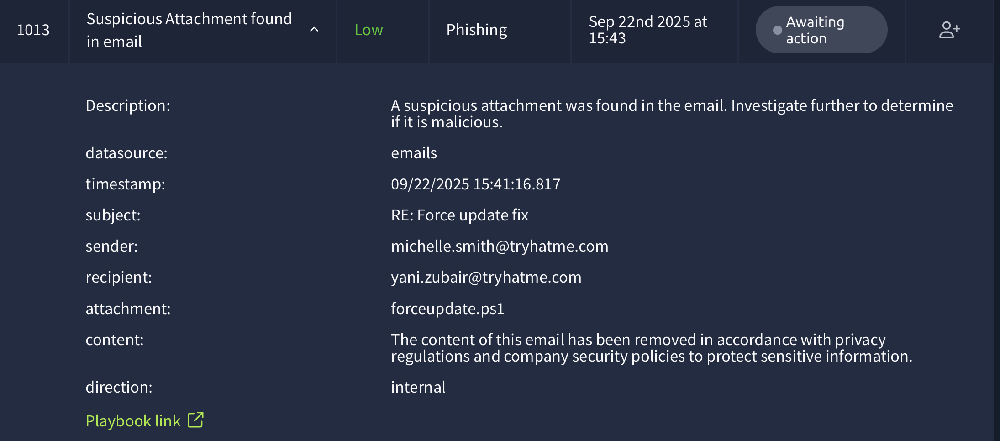 1013
Suspicious Attachment found
in email
Low
Phishing
Sep 22nd 2025 at
15:43
Awaiting
action
Description:
A suspicious attachment was found in the email. Investigate further to determine
if it is malicious.
datasource:
emails
timestamp:
09/22/2025 15:41:16.817
subject:
RE: Force update fix
sender:
michelle.smith@tryhatme.com
recipient:
yani.zubair@tryhatme.com
attachment:
forceupdate.ps1
content:
The content of this email has been removed in accordance with privacy
regulations and company security policies to protect sensitive information.
direction:
internal
Playbook link